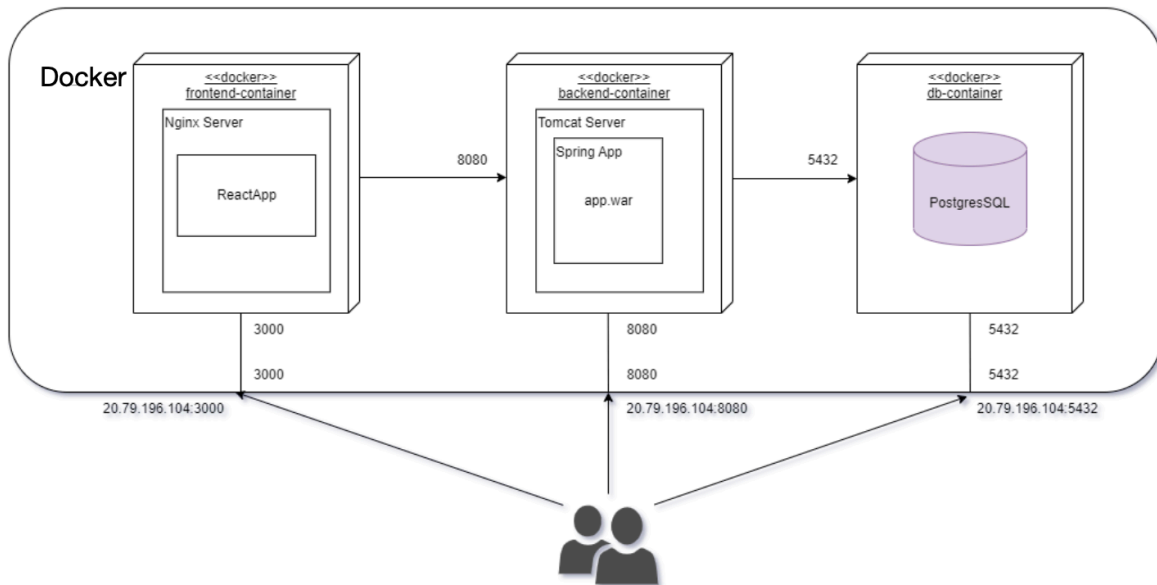 Docker
<<docker>>
frontend-container
Nginx Server
ReactApp
8080
<<docker>>
backend-container
Tomcat Server
Spring App
app.war
5432
<<docker>>
db-container
PostgresSQL
3000
8080
5432
3000
8080
5432
20.79.196.104:3000
20.79.196.104:8080
20.79.196.104:5432